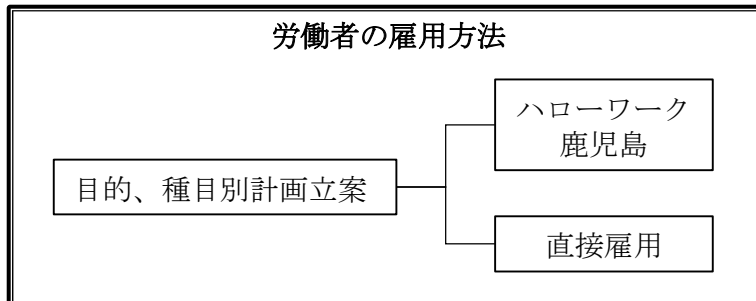 労働者の雇用方法
ハローワーク
鹿児島
目的、種目別計画立案
直接雇用